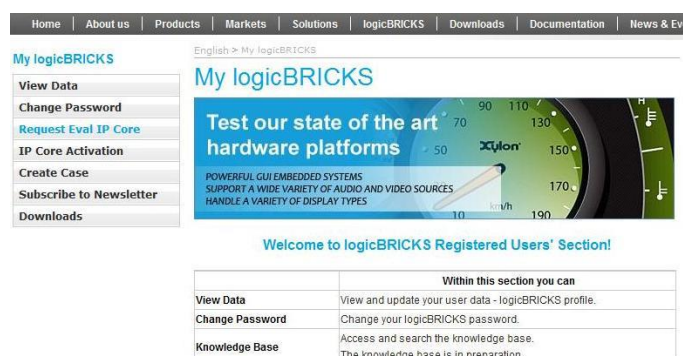 Home | About us | Products | Markets | Solutions | logicBRICKS | Downloads | Documentation | News &
English > My logicBRICKS
My logicBRICKS
View Data
Change Password
Request Eval IP Core
IP Core Activation
Create Case
Subscribe to Newsletter
Downloads
My logicBRICKS
Test our state of the art
hardware platforms
POWERFUL GUI EMBEDDED SYSTEMS
SUPPORT A WIDE VARIETY OF AUDIO AND VIDEO SOURCES
HANDLE A VARIETY OF DISPLAY TYPES
90 110
70 130
50 Xylon 150
170
km/h
10 190
H
Welcome to logicBRICKS Registered Users' Section!
Within this section you can
View Data View and update your user data - logicBRICKS profile.
Change Password Change your logicBRICKS password.
Knowledge Base Access and search the knowledge base.
The knowledge base is in preparation.